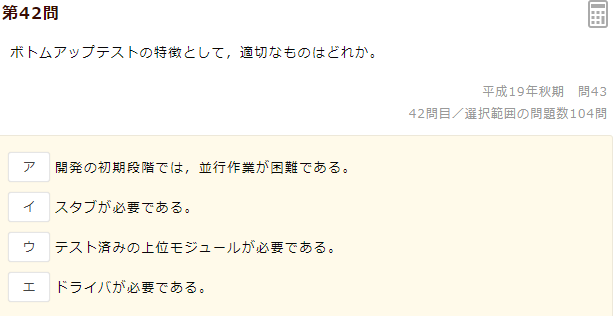 第42問
ボトムアップテストの特徴として，適切なものはどれか。
平成19年秋期　問43
42問目／選択範囲の問題数104問
ア 開発の初期段階では，並行作業が困難である。
イ スタブが必要である。
ウ テスト済みの上位モジュールが必要である。
エ ドライバが必要である。